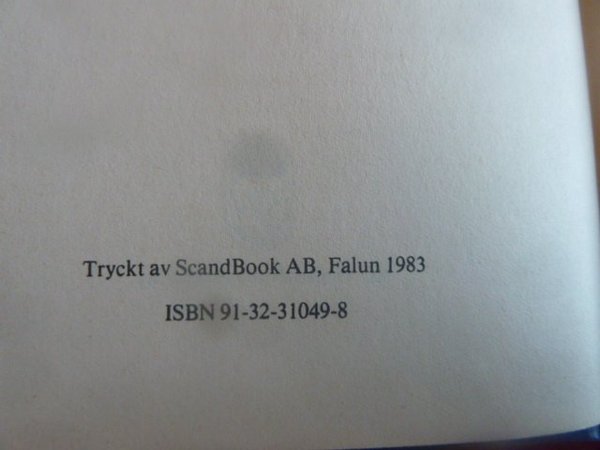 Tryckt av ScandBook AB, Falun 1983
ISBN 91-32-31049-8